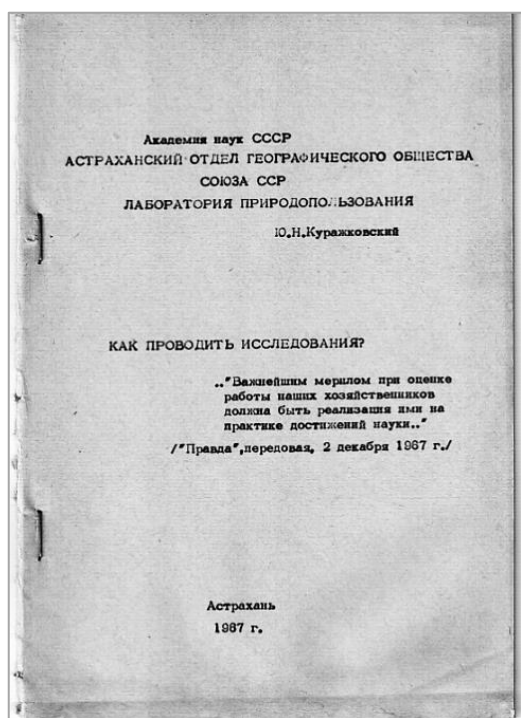 Академия наук СССР
АСТРАХАНСКИЙ ОТДЕЛ ГЕОГРАФИЧЕСКОГО ОБЩЕСТВА
СОЮЗА ССР
ЛАБОРАТОРИЯ ПРИРОДОПОЛЬЗОВАНИЯ
Ю.Н.Куражковский
КАК ПРОВОДИТЬ ИССЛЕДОВАНИЯ?
.."Важнейшим мерилом при оценке
работы наших хозяйственников
должна быть реализация ими на
практике достижений науки.."
/"Правда",передовая, 2 декабря 1967 г./
Астрахань
1967 г.